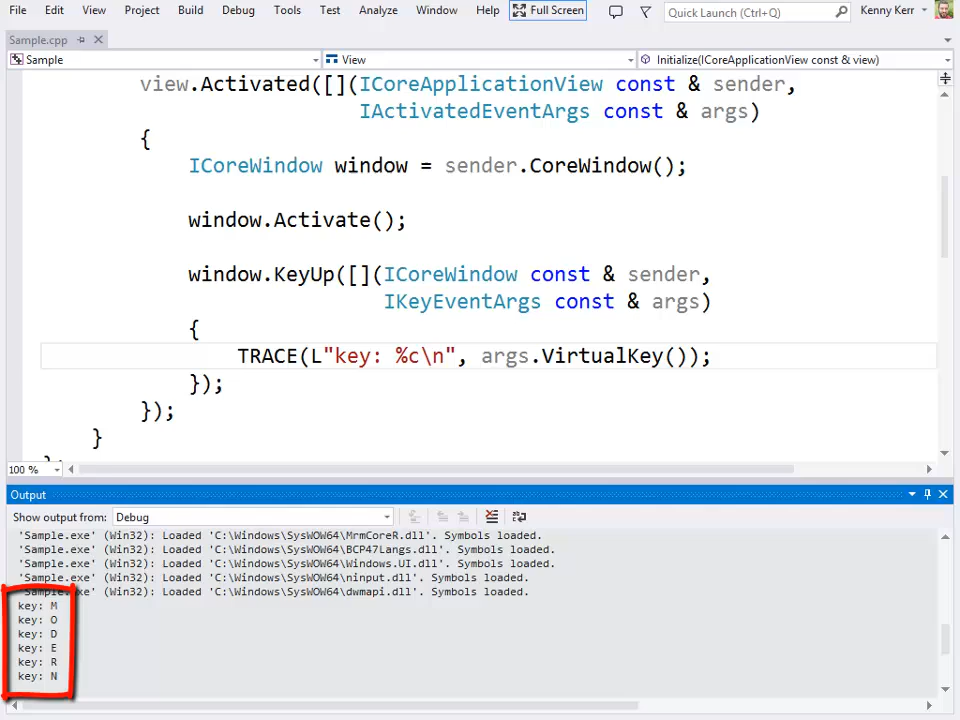 File Edit View Project Build Debug Tools Test Analyze Window Help Full Screen Quick Launch (Ctrl+Q) Kenny Kerr
Sample.cpp
Sample View Initialize(ICoreApplicationView const & view)
view.Activated([](ICoreApplicationView const & sender,
IActivatedEventArgs const & args)
{
ICoreWindow window = sender.CoreWindow();
window.Activate();
window.KeyUp([](ICoreWindow const & sender,
IKeyEventArgs const & args)
{
TRACE(L"key: %c\n", args.VirtualKey());
});
});
}
100 %
Output
Show output from: Debug
'Sample.exe' (Win32): Loaded 'C:\Windows\SysWOW64\MrmCoreR.dll'. Symbols loaded.
'Sample.exe' (Win32): Loaded 'C:\Windows\SysWOW64\BCP47Langs.dll'. Symbols loaded.
'Sample.exe' (Win32): Loaded 'C:\Windows\SysWOW64\Windows.UI.dll'. Symbols loaded.
'Sample.exe' (Win32): Loaded 'C:\Windows\SysWOW64\ninput.dll'. Symbols loaded.
'Sample.exe' (Win32): Loaded 'C:\Windows\SysWOW64\dwmapi.dll'. Symbols loaded.
key: M
key: O
key: D
key: E
key: R
key: N